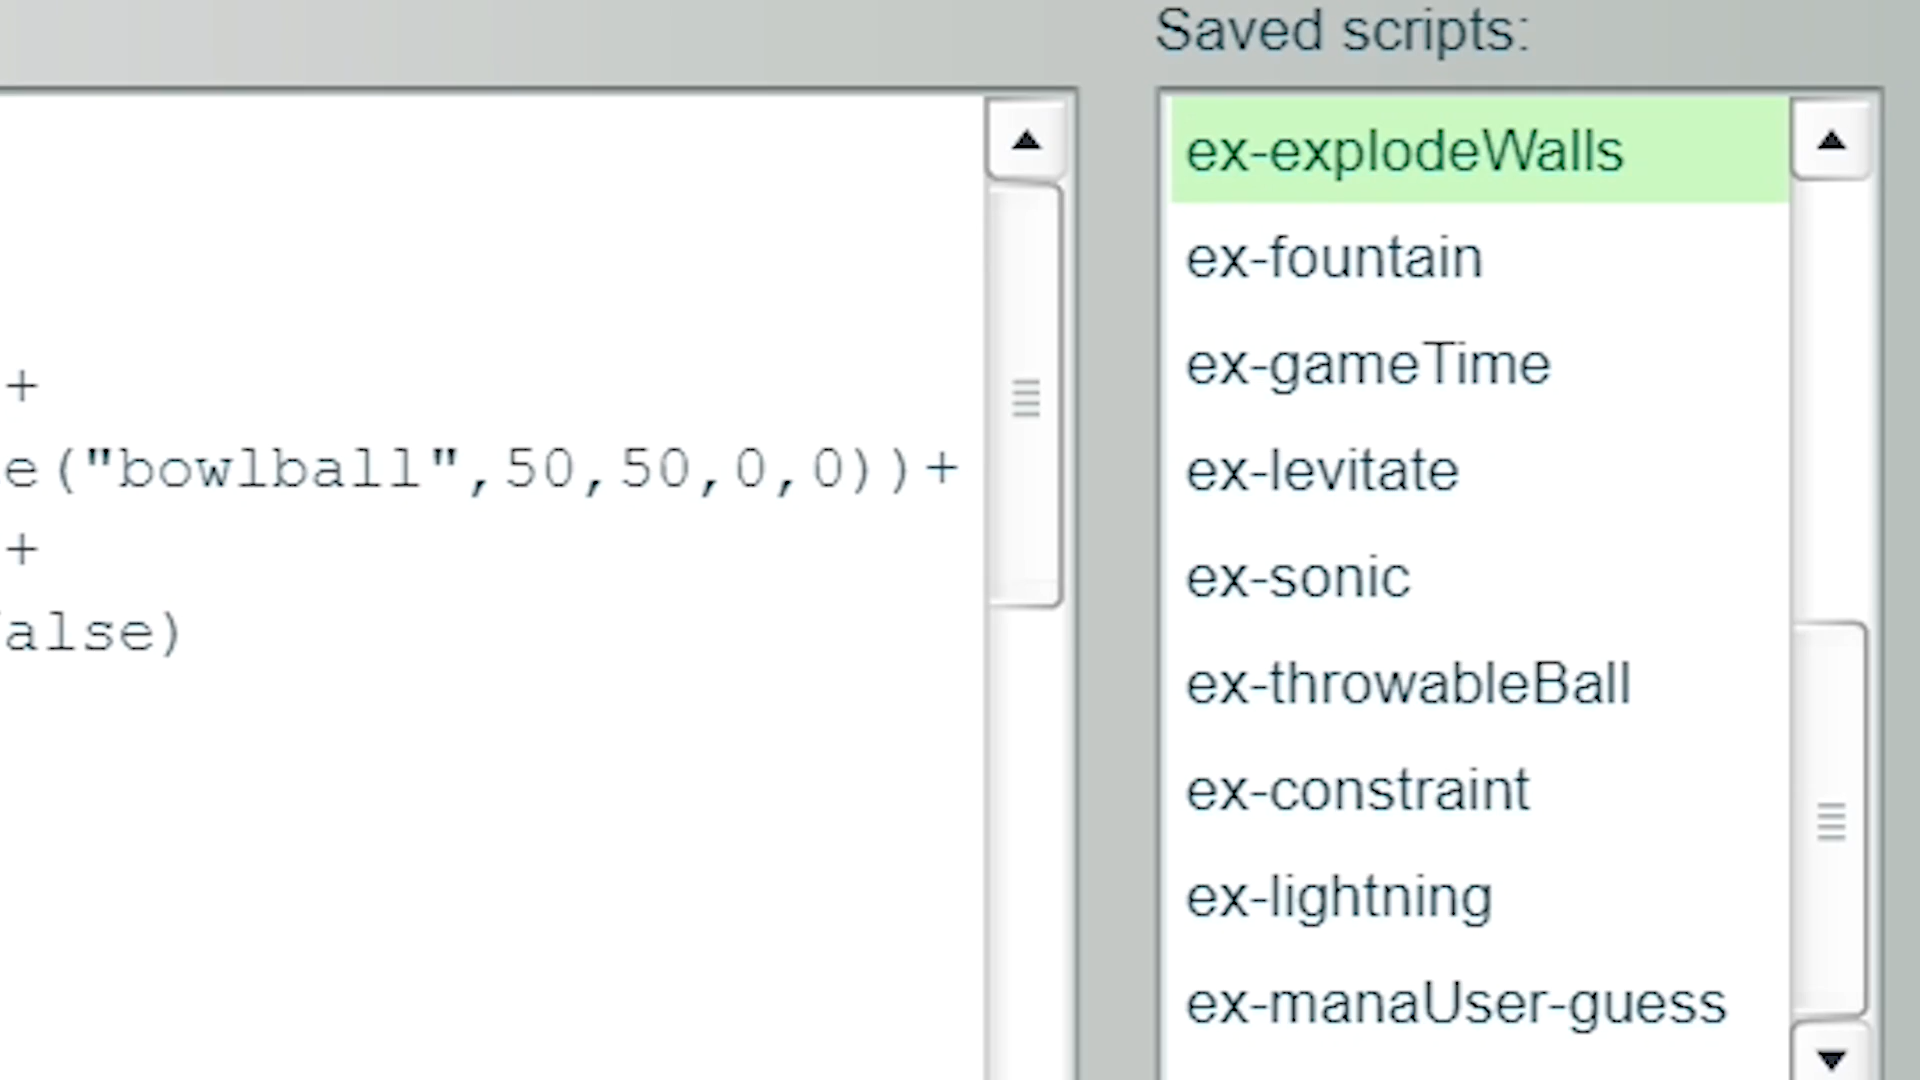 Saved scripts:
+
e("bowlball",50,50,0,0))+
+
alse)
ex-explodeWalls
ex-fountain
ex-gameTime
ex-levitate
ex-sonic
ex-throwableBall
ex-constraint
ex-lightning
ex-manaUser-guess